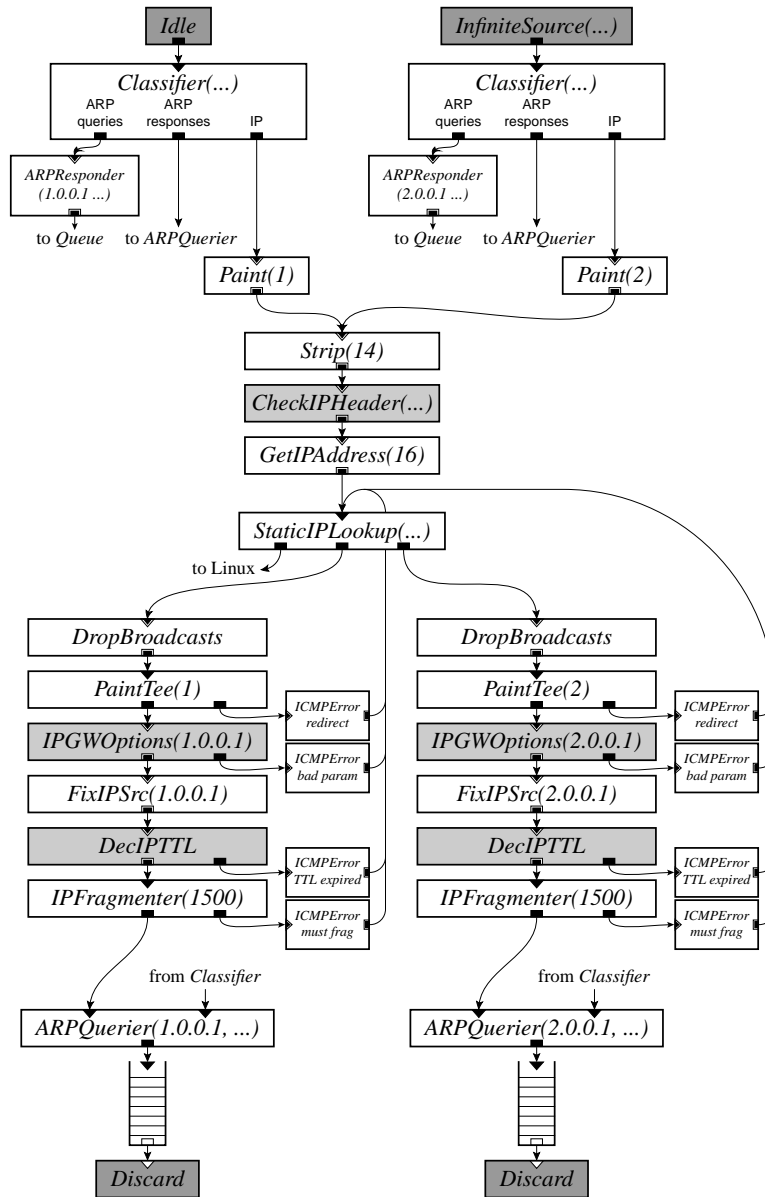 Idle
InfiniteSource(...)
Classifier(...)
ARP queries
ARP responses
IP
Classifier(...)
ARP queries
ARP responses
IP
ARPResponder
(1.0.0.1 ...)
ARPResponder
(2.0.0.1 ...)
to Queue
to ARPQuerier
to Queue
to ARPQuerier
Paint(1)
Paint(2)
Strip(14)
CheckIPHeader(...)
GetIPAddress(16)
StaticIPLookup(...)
to Linux
DropBroadcasts
PaintTee(1)
ICMPError
redirect
IPGWOptions(1.0.0.1)
ICMPError
bad param
FixIPSrc(1.0.0.1)
DecIPTTL
ICMPError
TTL expired
IPFragmenter(1500)
ICMPError
must frag
from Classifier
ARPQuerier(1.0.0.1, ...)
Discard
DropBroadcasts
PaintTee(2)
ICMPError
redirect
IPGWOptions(2.0.0.1)
ICMPError
bad param
FixIPSrc(2.0.0.1)
DecIPTTL
ICMPError
TTL expired
IPFragmenter(1500)
ICMPError
must frag
from Classifier
ARPQuerier(2.0.0.1, ...)
Discard